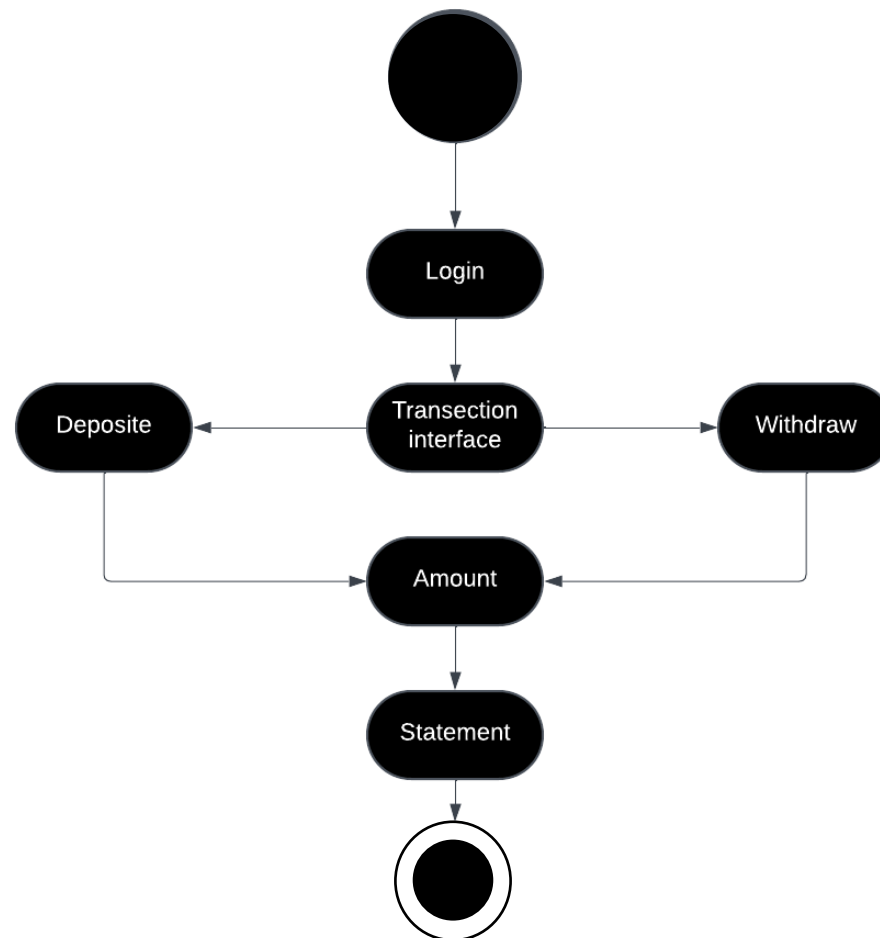 Login
Transection
interface
Deposite
Withdraw
Amount
Statement